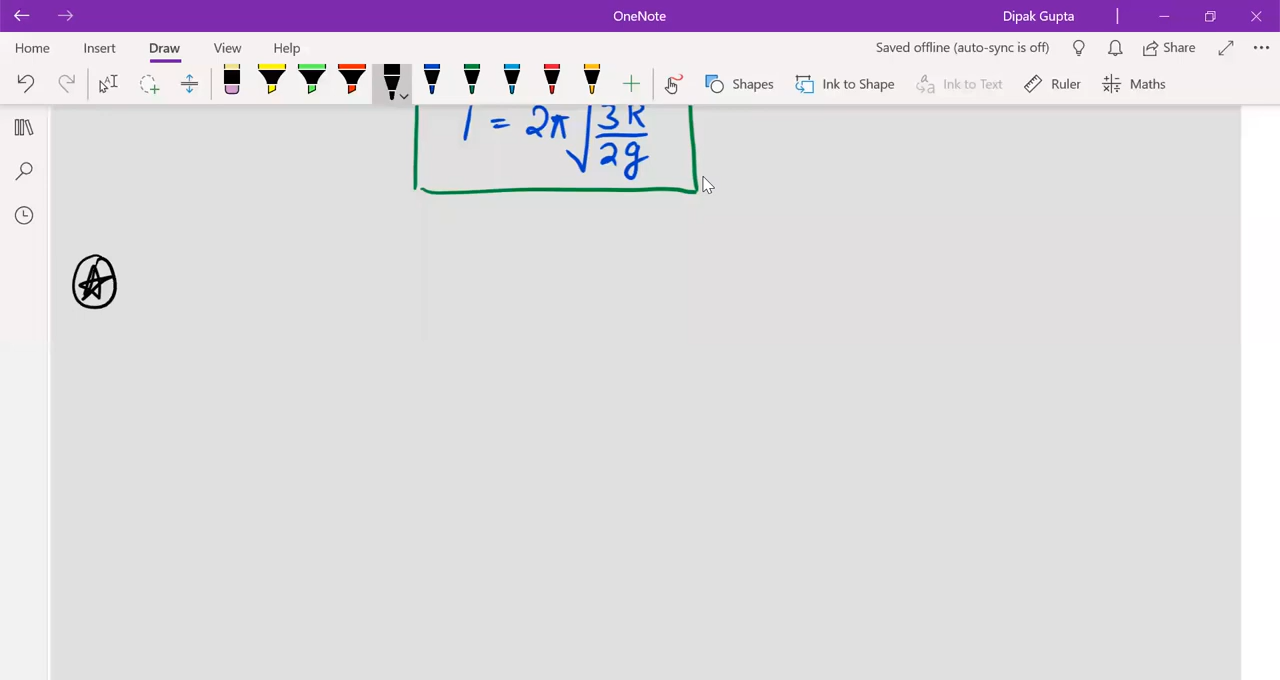 OneNote
Dipak Gupta
Home Insert Draw View Help
Saved offline (auto-sync is off) Share
Shapes Ink to Shape Ink to Text Ruler Maths
T = 2π √(3R/2g)